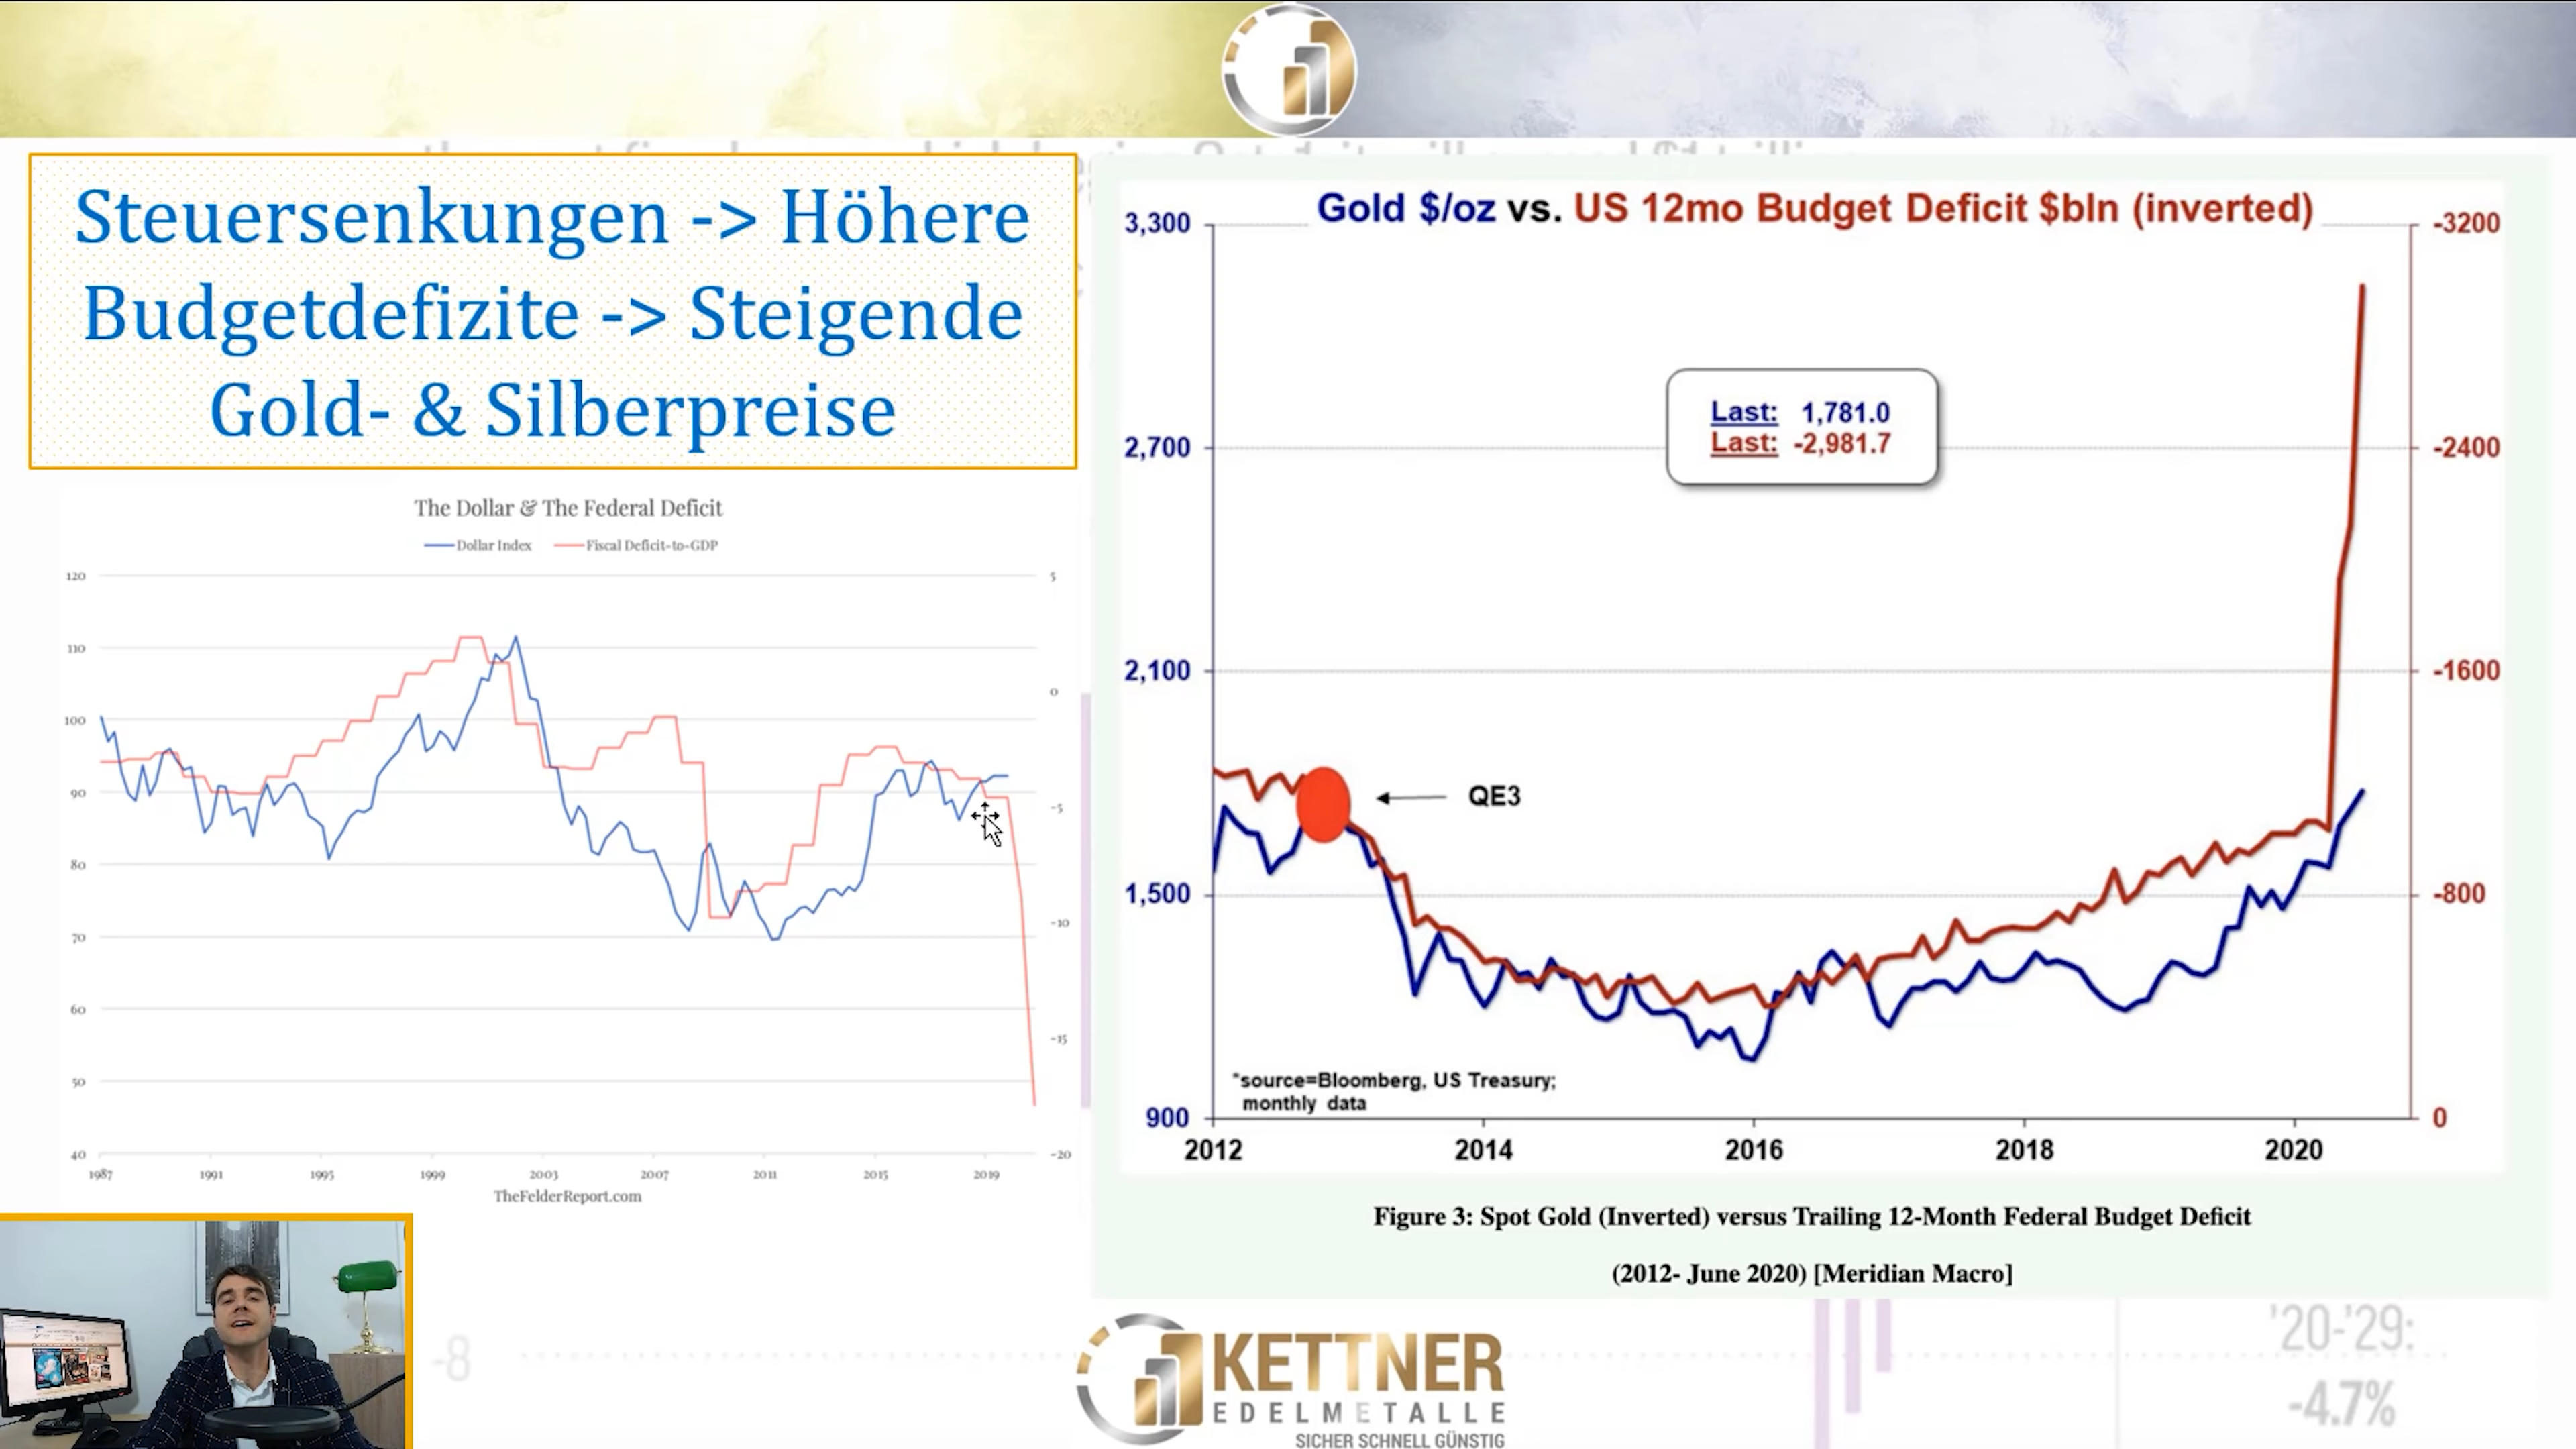 Steuersenkungen -> Höhere
Budgetdefizite -> Steigende
Gold- & Silberpreise
The Dollar & The Federal Deficit
Dollar Index
Fiscal Deficit-to-GDP
120
110
100
90
80
70
60
50
40
5
0
-5
-10
-15
-20
1987
1991
1995
1999
2003
2007
2011
2015
2019
TheFelderReport.com
Gold $/oz vs. US 12mo Budget Deficit $bln (inverted)
3,300
2,700
2,100
1,500
900
-3200
-2400
-1600
-800
0
Last: 1,781.0
Last: -2,981.7
QE3
*source=Bloomberg, US Treasury;
monthly data
2012
2014
2016
2018
2020
Figure 3: Spot Gold (Inverted) versus Trailing 12-Month Federal Budget Deficit
(2012- June 2020) [Meridian Macro]
-8
KETTNER
EDELMETALLE
SICHER SCHNELL GÜNSTIG
'20-'29:
-4.7%